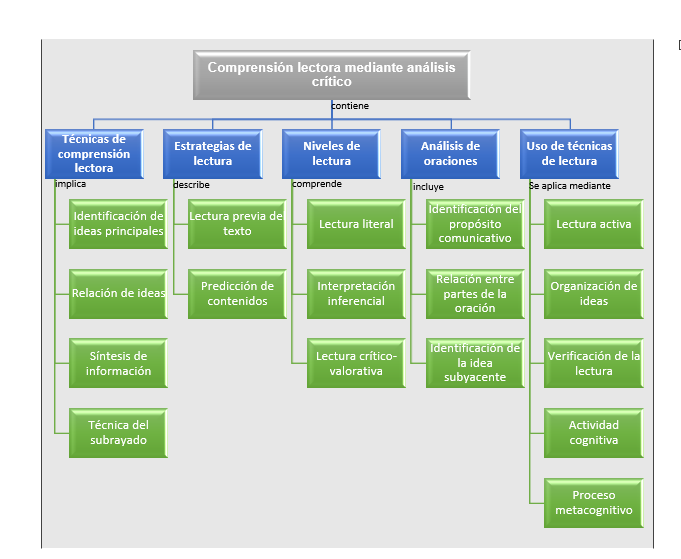 Comprensión lectora mediante análisis
crítico
contiene
Técnicas de
comprensión
lectora
implica
Identificación de
ideas principales
Relación de ideas
Síntesis de
información
Técnica del
subrayado
Estrategias de
lectura
describe
Lectura previa del
texto
Predicción de
contenidos
Niveles de
lectura
comprende
Lectura literal
Interpretación
inferencial
Lectura crítico-
valorativa
Análisis de
oraciones
incluye
Identificación del
propósito
comunicativo
Relación entre
partes de la
oración
Identificación de
la idea
subyacente
Uso de técnicas
de lectura
Se aplica mediante
Lectura activa
Organización de
ideas
Verificación de la
lectura
Actividad
cognitiva
Proceso
metacognitivo